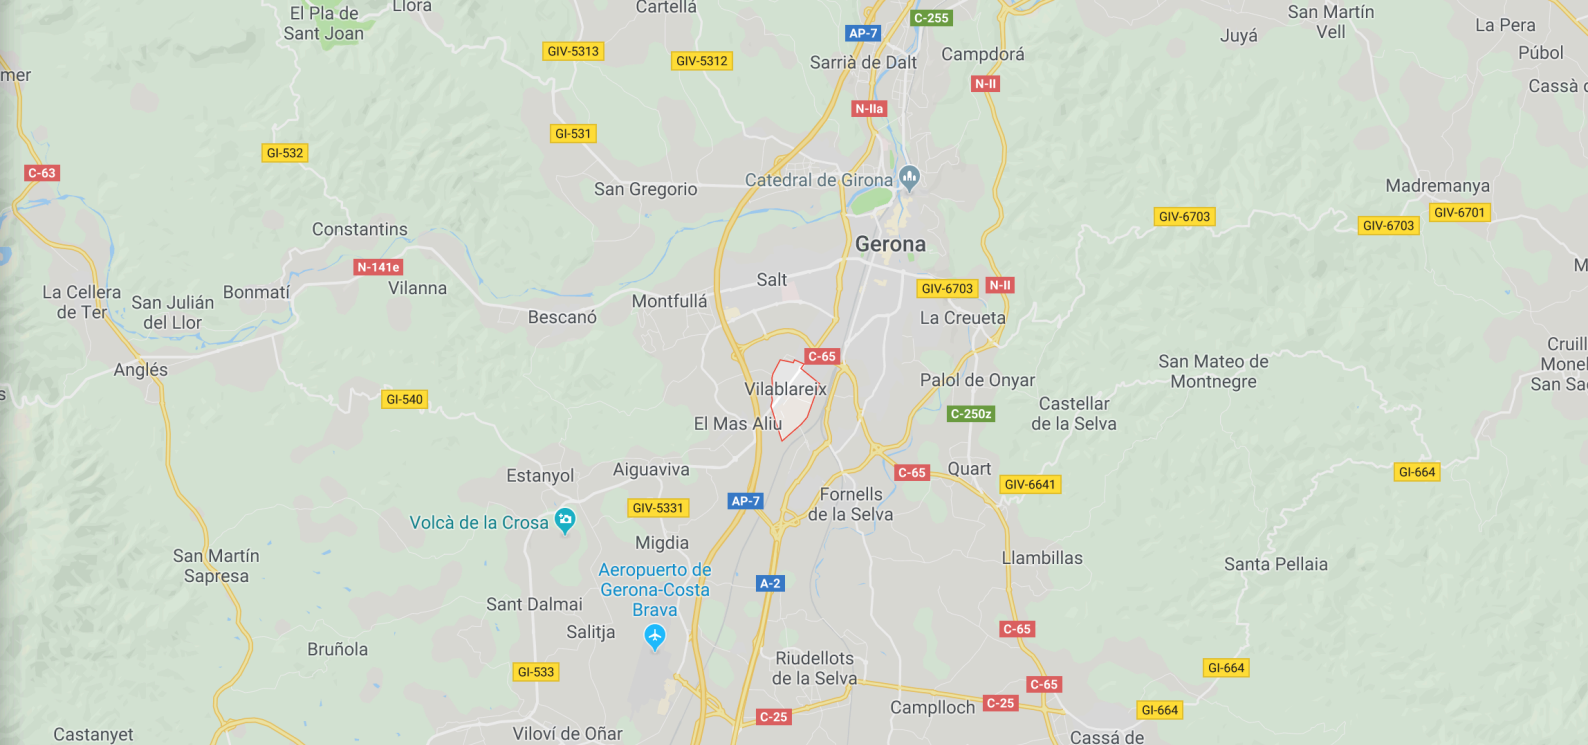 El Pla de
Sant Joan
Llora
Cartellá
C-255
AP-7
San Martín
Vell
La Pera
Juyá
Púbol
GIV-5313
GIV-5312
Sarrià de Dalt
Campdorá
mer
N-II
Cassà d
N-IIa
GI-531
GI-532
C-63
San Gregorio
Catedral de Girona
Madremanya
GIV-6703
GIV-6703
GIV-6701
Constantins
Gerona
N-141e
Salt
M
La Cellera
de Ter
San Julián
del Llor
Bonmatí
Vilanna
Montfullá
GIV-6703
N-II
Bescanó
La Creueta
Anglés
C-65
San Mateo de
Montnegre
Cruill
Monel
San Sad
s
GI-540
Vilablareix
Palol de Onyar
El Mas Aliu
C-250z
Castellar
de la Selva
Estanyol
Aiguaviva
C-65
Quart
GIV-6641
GI-664
Volcà de la Crosa
GIV-5331
AP-7
Fornells
de la Selva
San Martín
Sapresa
Migdia
Llambillas
Santa Pellaia
Aeropuerto de
Gerona-Costa
Brava
A-2
Sant Dalmai
Salitja
C-65
Bruñola
GI-533
Riudellots
de la Selva
GI-664
C-65
C-25
Camplloch
C-25
GI-664
Castanyet
Viloví de Oñar
Cassá de